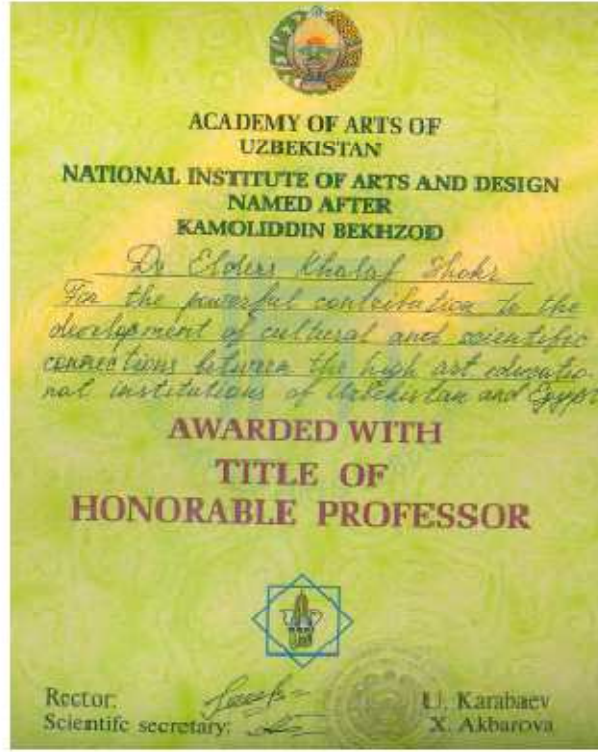 ACADEMY OF ARTS OF
UZBEKISTAN
NATIONAL INSTITUTE OF ARTS AND DESIGN
NAMED AFTER
KAMOLIDDIN BEKHZOD
Dr Khalaf Shokr
For the powerful contribution to the
development of cultural and scientific
connections between the high art educatio-
nal institutions of Uzbekistan and Egypt
AWARDED WITH
TITLE OF
HONORABLE PROFESSOR
Rector: U. Karabaev
Scientifc secretary: X. Akbarova